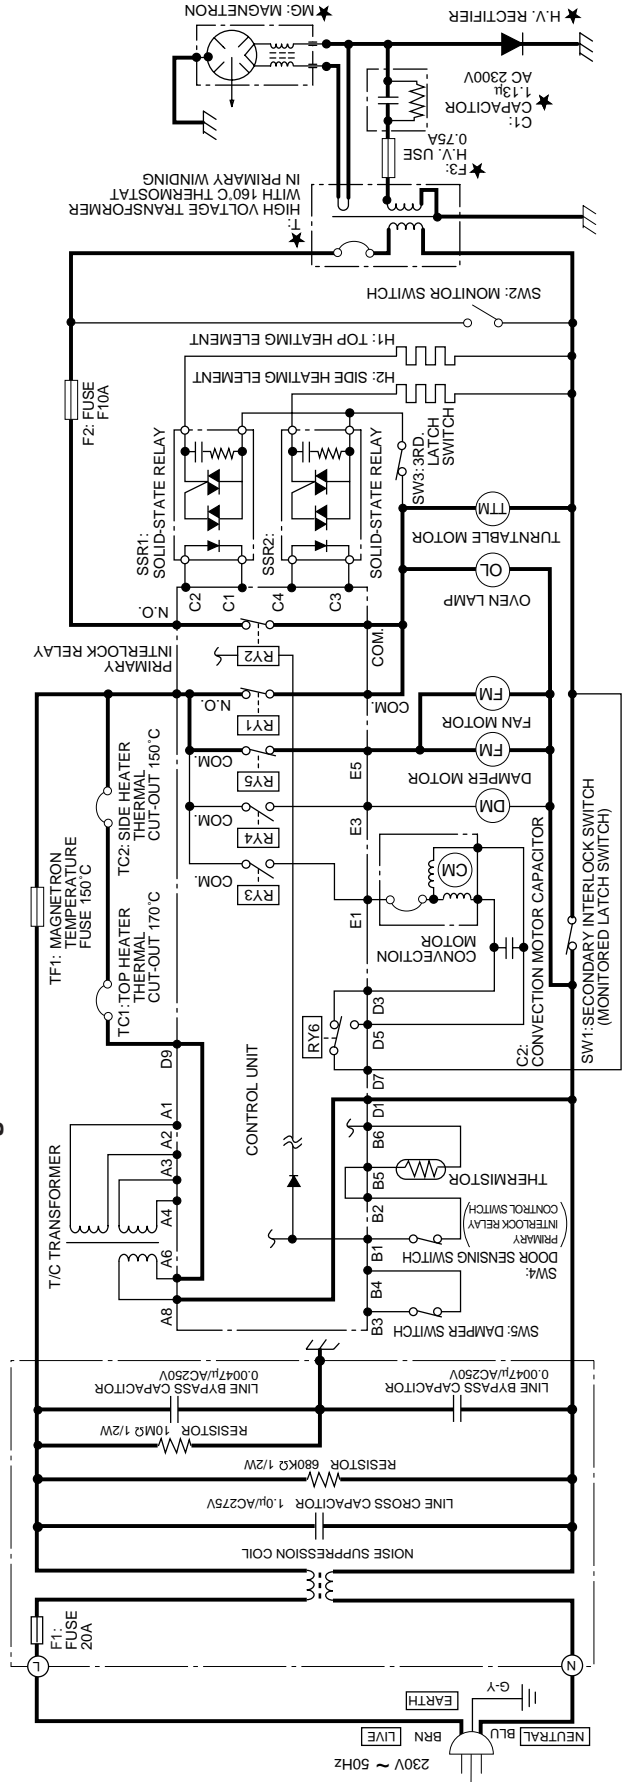 MG: MAGNETRON
H.V. RECTIFIER
C1:
CAPACITOR
1.13µ
AC 2300V
F3:
H.V. USE
0.75A
T:
HIGH VOLTAGE TRANSFORMER
WITH 160˚C THERMOSTAT
IN PRIMARY WINDING
SW2: MONITOR SWITCH
H1: TOP HEATIMG ELEMENT
H2: SIDE HEATIMG ELEMENT
F2: FUSE
F10A
SSR1:
SOLID-STATE RELAY
SSR2:
SOLID-STATE RELAY
SW3:3RD.
LATCH
SWITCH
TTM
TURNTABLE MOTOR
OL
OVEN LAMP
C2
C1
C4
C3
N.O.
COM.
PRIMARY
INTERLOCK RELAY
RY2
N.O.
COM.
RY1
FM
FAN MOTOR
COM.
RY5
E5
FM
DAMPER MOTOR
COM.
RY4
E3
DM
COM.
RY3
E1
CM
CONVECTION
MOTOR
TC2: SIDE HEATER
THERMAL
CUT-OUT 150˚C
TF1: MAGNETRON
TEMPERATURE
FUSE 150˚C
TC1:TOP HEATER
THERMAL
CUT-OUT 170˚C
C2:
CONVECTION MOTOR CAPACITOR
SW1:SECONDARY INTERLOCK SWITCH
(MONITORED LATCH SWITCH)
RY6
D3
D5
D7
D1
D9
CONTROL UNIT
T/C TRANSFORMER
A1
A2
A3
A4
A6
A8
B6
B5
B2
B1
B4
B3
THERMISTOR
SW4:
DOOR SENSING SWITCH
(PRIMARY
INTERLOCK RELAY
CONTROL SWITCH)
SW5: DAMPER SWITCH
LINE BYPASS CAPACITOR
0.0047µ/AC250V
LINE BYPASS CAPACITOR
0.0047µ/AC250V
RESISTOR 10MΩ 1/2W
RESISTOR 680KΩ 1/2W
LINE CROSS CAPACITOR 1.0µ/AC275V
NOISE SUPPRESSION COIL
F1:
FUSE
20A
L
N
G-Y
EARTH
NEUTRAL
BLU
BRN
LIVE
230V ~ 50Hz